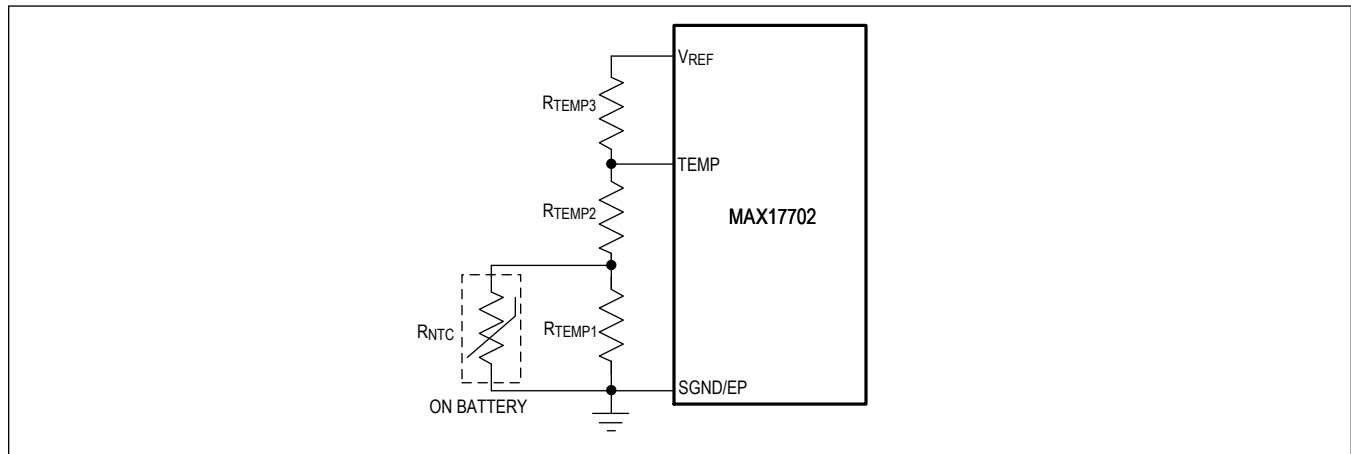 VREF
RTEMP3
TEMP
RTEMP2
MAX17702
RNTC
RTEMP1
SGND/EP
ON BATTERY